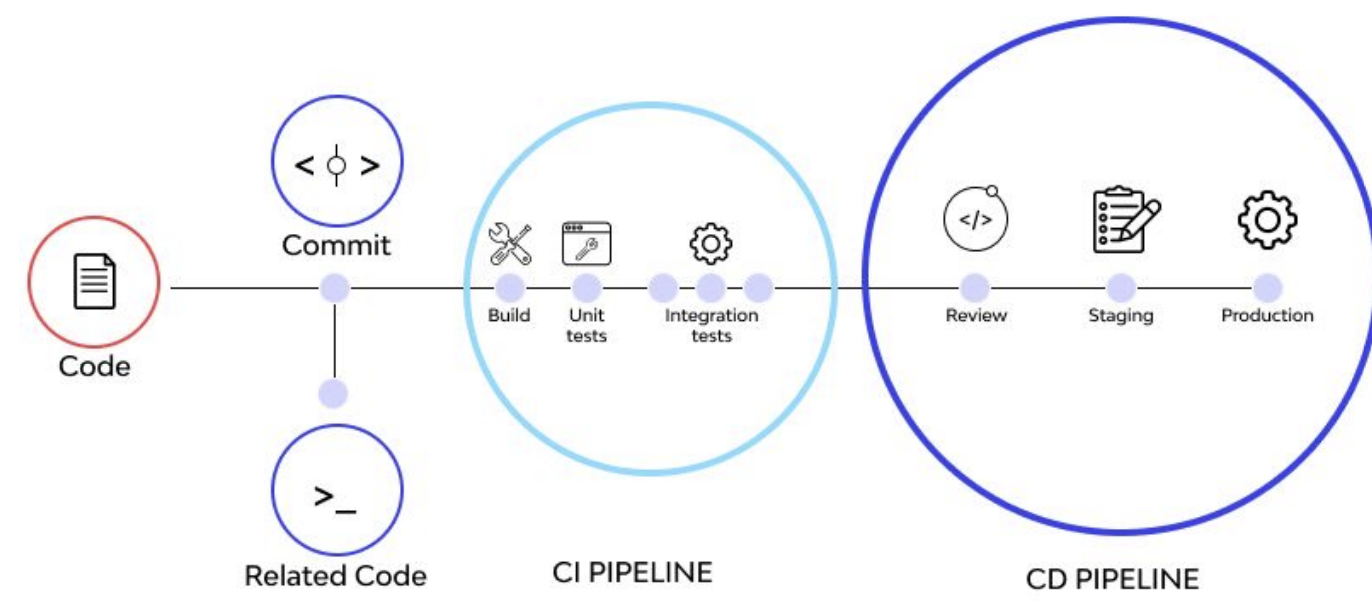 < >
Commit
Code
Build
Unit
tests
Integration
tests
</>
Review
Staging
Production
>_
Related Code
CI PIPELINE
CD PIPELINE